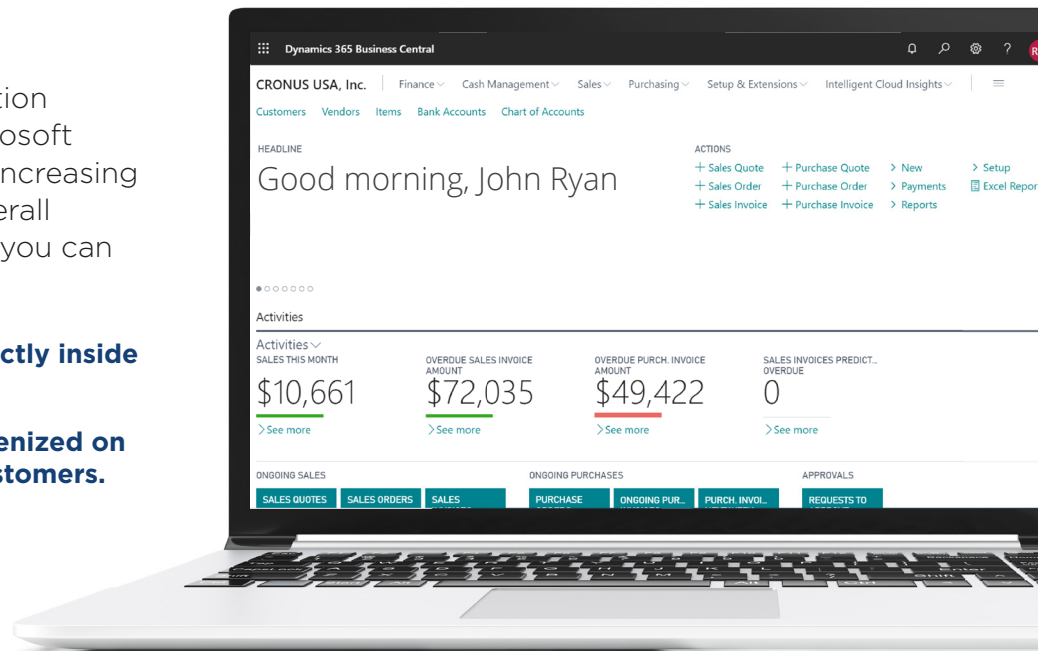 tion
osoft
ncreasing
erall
you can
ctly inside
enized on
stomers.
Dynamics 365 Business Central
?
R
CRONUS USA, Inc.
Finance Cash Management Sales Purchasing Setup & Extensions Intelligent Cloud Insights
Customers Vendors Items Bank Accounts Chart of Accounts
HEADLINE
Good morning, John Ryan
ACTIONS
+ Sales Quote + Purchase Quote > New > Setup
+ Sales Order + Purchase Order > Payments Excel Repor
+ Sales Invoice + Purchase Invoice > Reports
Activities
Activities
SALES THIS MONTH
$10,661
> See more
OVERDUE SALES INVOICE
AMOUNT
$72,035
> See more
OVERDUE PURCH. INVOICE
AMOUNT
$49,422
> See more
SALES INVOICES PREDICT...
OVERDUE
0
> See more
ONGOING SALES ONGOING PURCHASES APPROVALS
SALES QUOTES SALES ORDERS SALES PURCHASE ONGOING PUR... PURCH. INVOI... REQUESTS TO
Alt Ctrl Shift